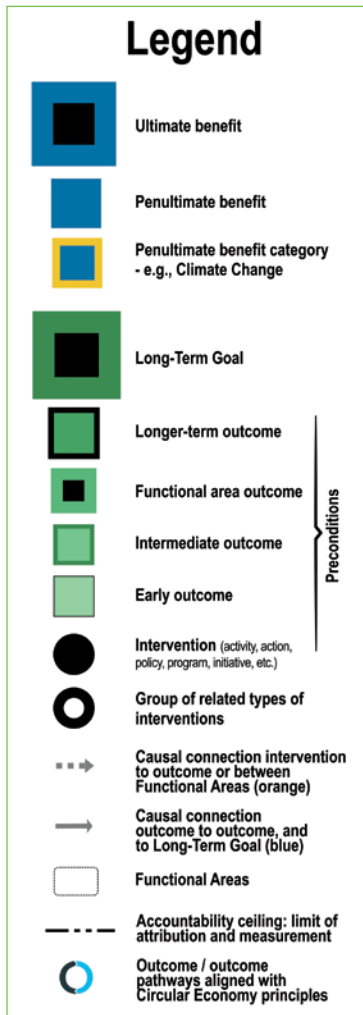 Legend
Ultimate benefit
Penultimate benefit
Penultimate benefit category
- e.g., Climate Change
Long-Term Goal
Longer-term outcome
Functional area outcome
Intermediate outcome
Early outcome
Preconditions
Intervention (activity, action,
policy, program, initiative, etc.)
Group of related types of
interventions
Causal connection intervention
to outcome or between
Functional Areas (orange)
Causal connection
outcome to outcome, and
to Long-Term Goal (blue)
Functional Areas
Accountability ceiling: limit of
attribution and measurement
Outcome / outcome
pathways aligned with
Circular Economy principles